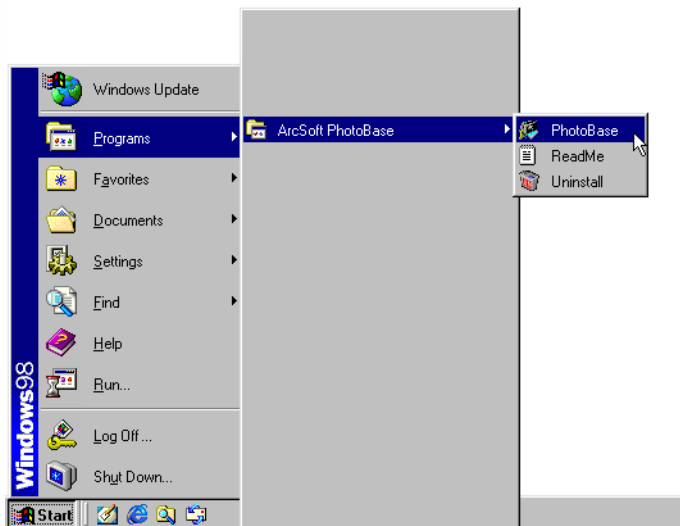 Windows Update
Programs
Favorites
Documents
Settings
Find
Help
Run...
Log Off...
Shut Down...
Windows98
Start
ArcSoft PhotoBase
PhotoBase
ReadMe
Uninstall